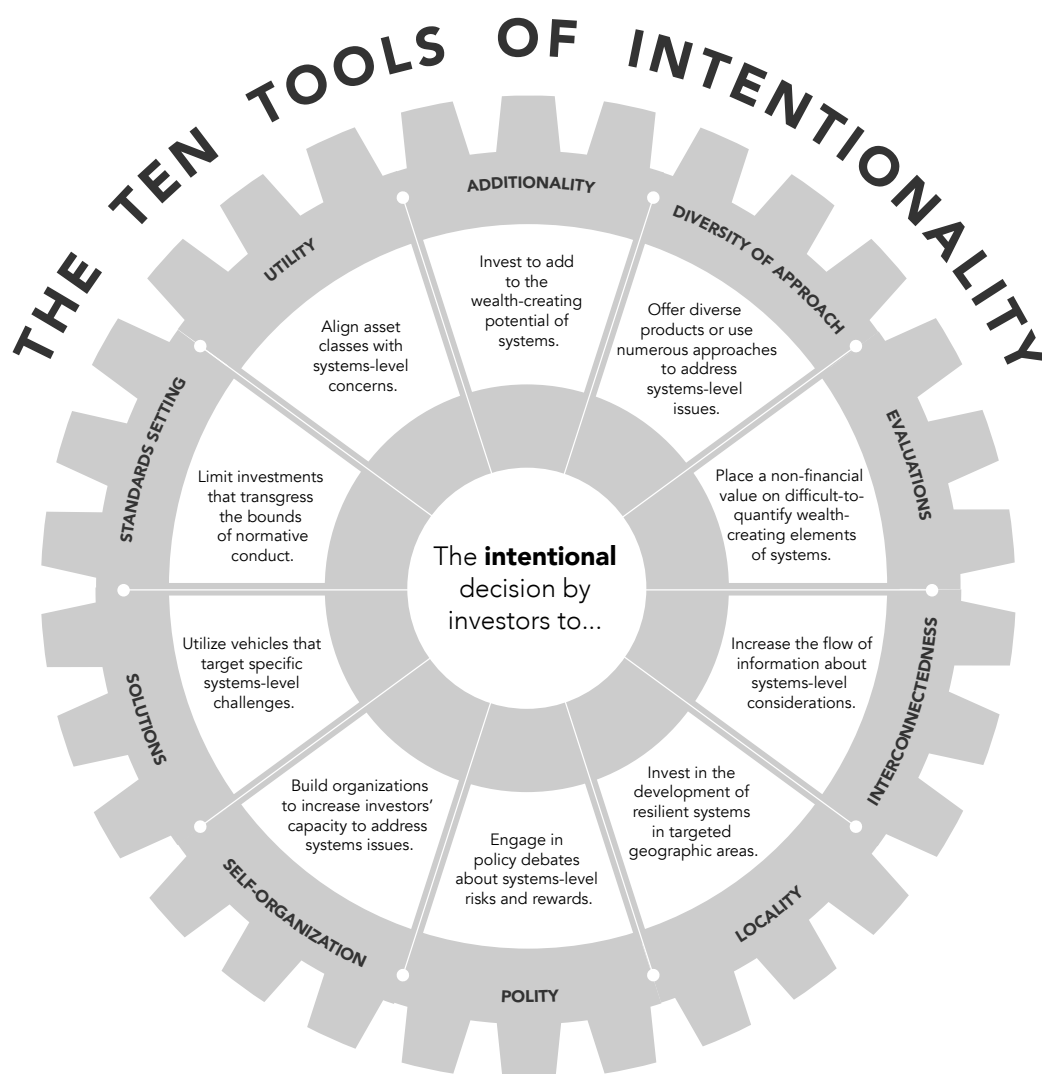 THE TEN TOOLS OF INTENTIONALITY
ADDITIONALITY
Invest to add
to the
wealth-creating
potential of
systems.
DIVERSITY OF APPROACH
Offer diverse
products or use
numerous approaches
to address
systems-level
issues.
EVALUATIONS
Place a non-financial
value on difficult-to-
quantify wealth-
creating elements
of systems.
INTERCONNECTEDNESS
Increase the flow of
information about
systems-level
considerations.
LOCALITY
Invest in the
development of
resilient systems
in targeted
geographic areas.
POLITY
Engage in
policy debates
about systems-level
risks and rewards.
SELF-ORGANIZATION
Build organizations
to increase investors’
capacity to address
systems issues.
SOLUTIONS
Utilize vehicles that
target specific
systems-level
challenges.
STANDARDS SETTING
Limit investments
that transgress
the bounds
of normative
conduct.
UTILITY
Align asset
classes with
systems-level
concerns.
The intentional
decision by
investors to...